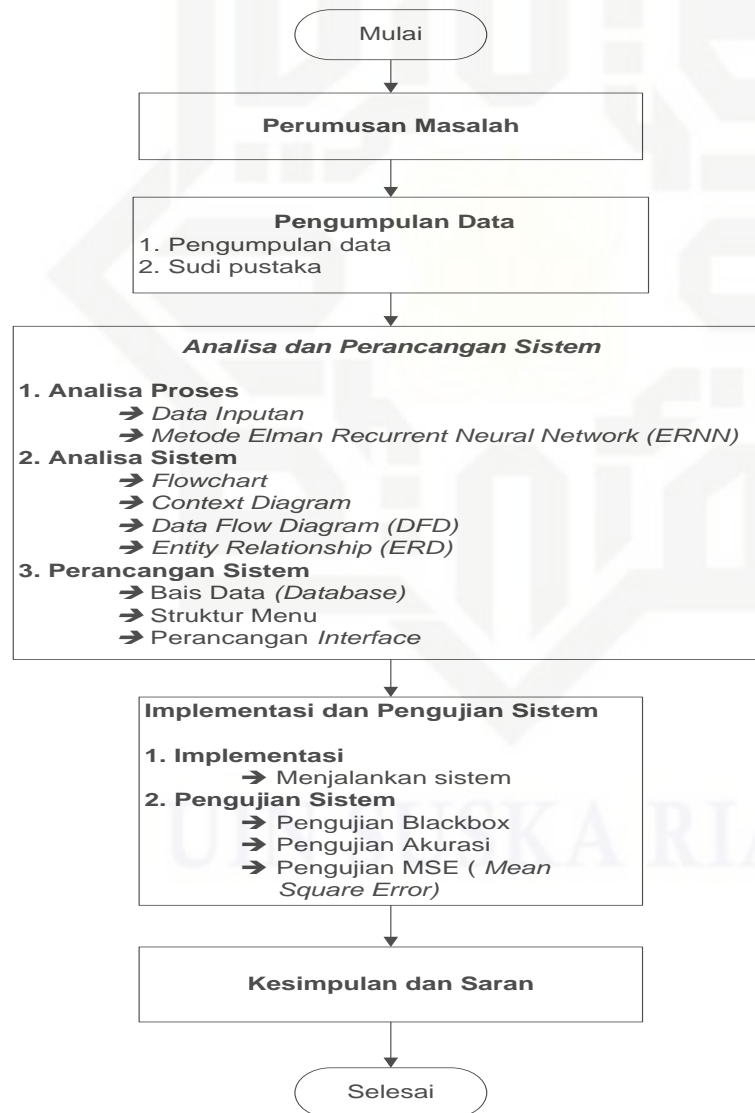 Mulai
Perumusan Masalah
Pengumpulan Data
1. Pengumpulan data
2. Sudi pustaka
Analisa dan Perancangan Sistem
1. Analisa Proses
➔ Data Inputan
➔ Metode Elman Recurrent Neural Network (ERNN)
2. Analisa Sistem
➔ Flowchart
➔ Context Diagram
➔ Data Flow Diagram (DFD)
➔ Entity Relationship (ERD)
3. Perancangan Sistem
➔ Bais Data (Database)
➔ Struktur Menu
➔ Perancangan Interface
Implementasi dan Pengujian Sistem
1. Implementasi
➔ Menjalankan sistem
2. Pengujian Sistem
➔ Pengujian Blackbox
➔ Pengujian Akurasi
➔ Pengujian MSE ( Mean
Square Error)
Kesimpulan dan Saran
Selesai